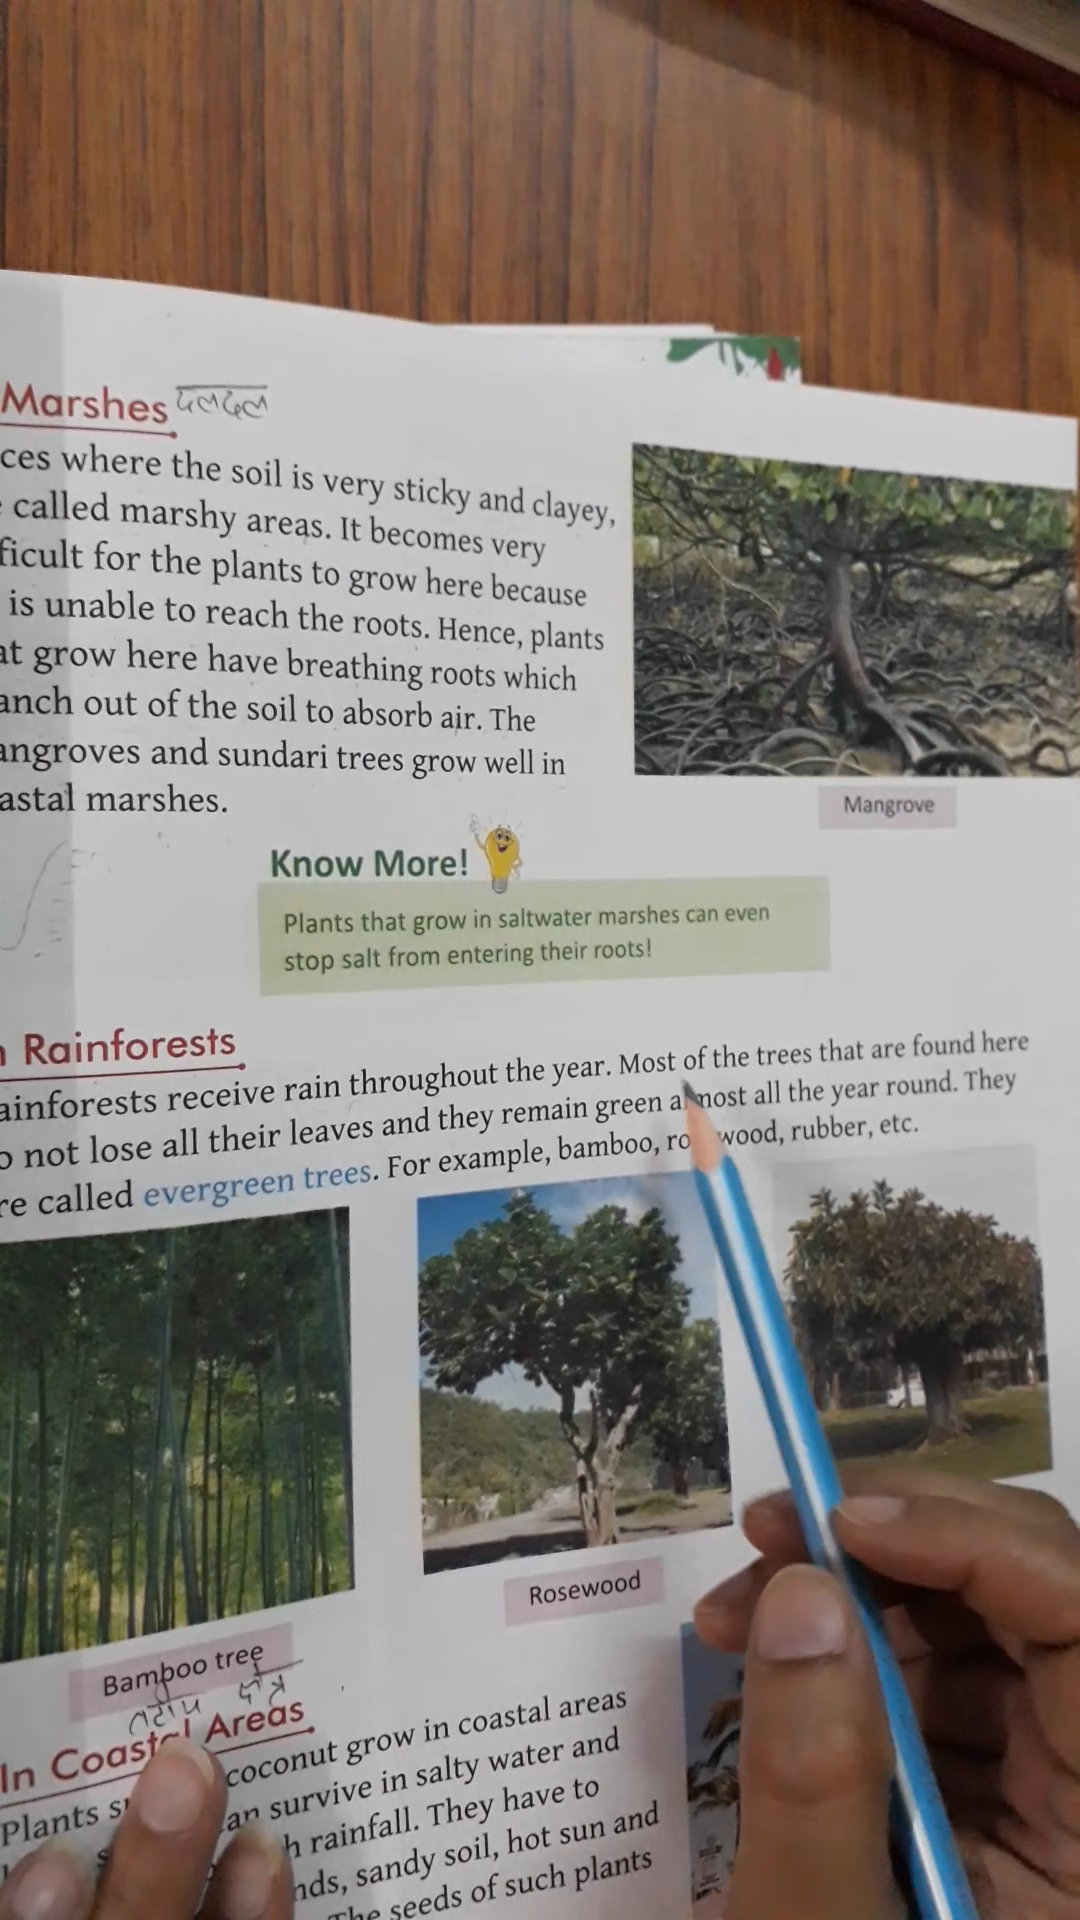 Marshes दलदल
ces where the soil is very sticky and clayey,
called marshy areas. It becomes very
ficult for the plants to grow here because
is unable to reach the roots. Hence, plants
at grow here have breathing roots which
anch out of the soil to absorb air. The
angroves and sundari trees grow well in
astal marshes.
Mangrove
Know More!
Plants that grow in saltwater marshes can even
stop salt from entering their roots!
n Rainforests
ainforests receive rain throughout the year. Most of the trees that are found here
o not lose all their leaves and they remain green almost all the year round. They
re called evergreen trees. For example, bamboo, ro wood, rubber, etc.
Rosewood
Bamboo tree
In Coastal Areas
coconut grow in coastal areas
Plants s an survive in salty water and
h rainfall. They have to
nds, sandy soil, hot sun and
The seeds of such plants